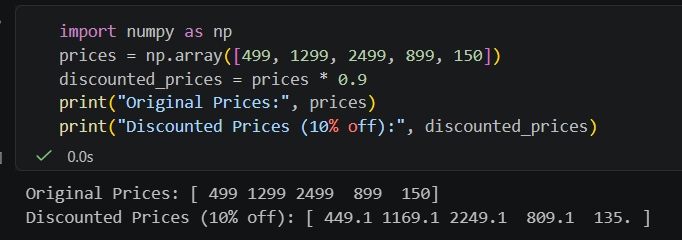 import numpy as np
prices = np.array([499, 1299, 2499, 899, 150])
discounted_prices = prices * 0.9
print("Original Prices:", prices)
print("Discounted Prices (10% off):", discounted_prices)
0.0s
Original Prices: [ 499 1299 2499  899  150]
Discounted Prices (10% off): [ 449.1 1169.1 2249.1  809.1  135. ]